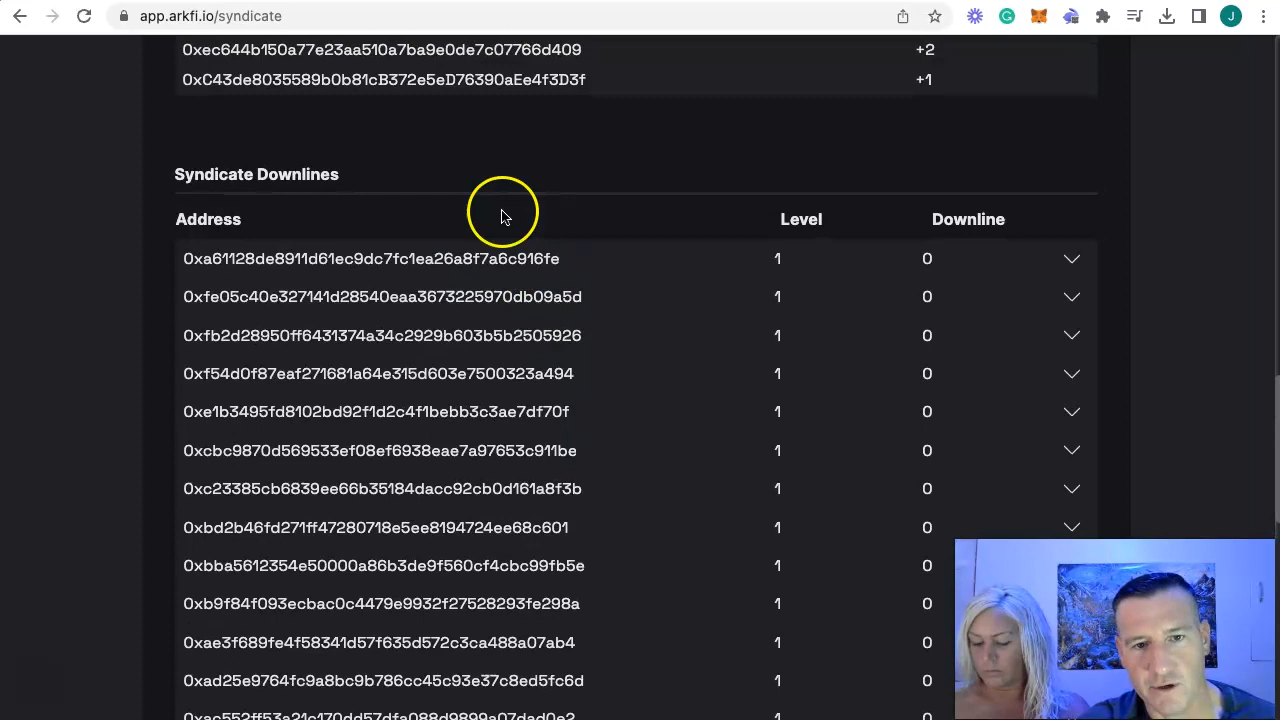 app.arkfi.io/syndicate
J
0xec644b150a77e23aa510a7ba9e0de7c07766d409 +2
0xC43de8035589b0b81cB372e5eD76390aEe4f3D3f +1
Syndicate Downlines
Address Level Downline
0xa61128de8911d61ec9dc7fc1ea26a8f7a6c916fe 1 0
0xfe05c40e327141d28540eaa3673225970db09a5d 1 0
0xfb2d28950ff6431374a34c2929b603b5b2505926 1 0
0xf54d0f87eaf271681a64e315d603e7500323a494 1 0
0xe1b3495fd8102bd92f1d2c4f1bebb3c3ae7df70f 1 0
0xcbc9870d569533ef08ef6938eae7a97653c911be 1 0
0xc23385cb6839ee66b35184dacc92cb0d161a8f3b 1 0
0xbd2b46fd271ff47280718e5ee8194724ee68c601 1 0
0xbba5612354e50000a86b3de9f560cf4cbc99fb5e 1 0
0xb9f84f093ecbac0c4479e9932f27528293fe298a 1 0
0xae3f689fe4f58341d57f635d572c3ca488a07ab4 1 0
0xad25e9764fc9a8bc9b786cc45c93e37c8ed5fc6d 1 0